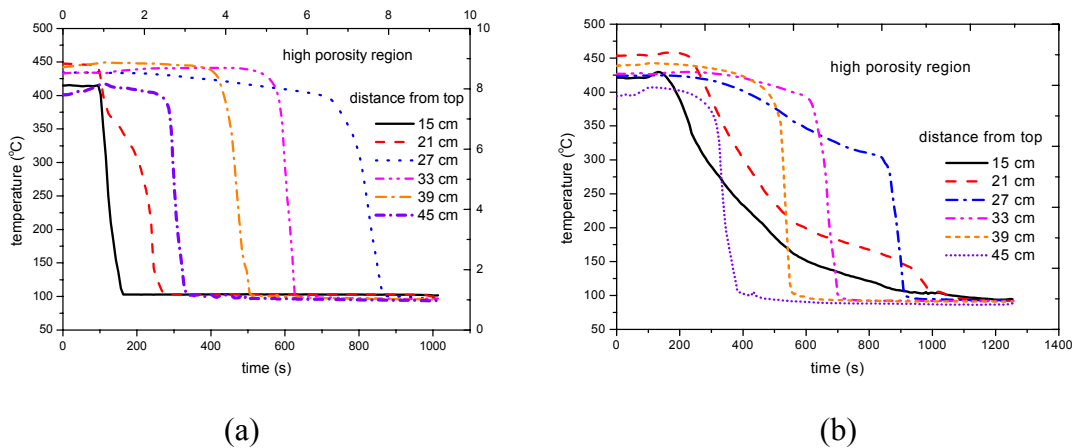 0 2 4 6 8 10
500
450
400
350
300
250
200
150
100
50
temperature (°C)
high porosity region
distance from top
15 cm
21 cm
27 cm
33 cm
39 cm
45 cm
10
8
6
4
2
0
0 200 400 600 800 1000
time (s)
(a)
500
450
400
350
300
250
200
150
100
50
temperature (°C)
high porosity region
distance from top
15 cm
21 cm
27 cm
33 cm
39 cm
45 cm
0 200 400 600 800 1000 1200 1400
time (s)
(b)